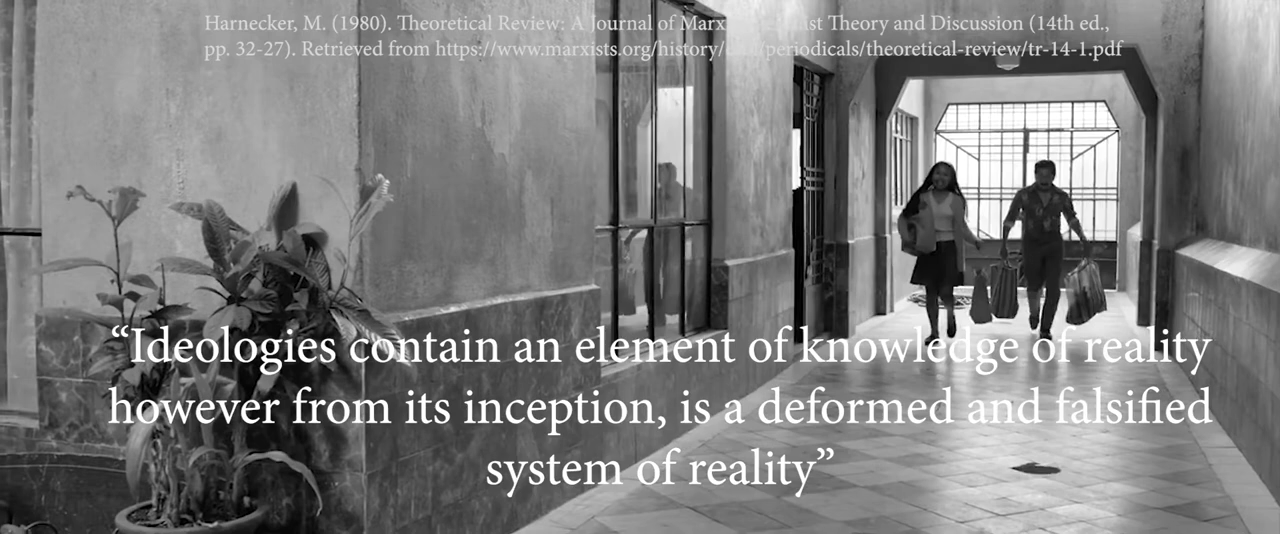 Harnecker, M. (1980). Theoretical Review: A Journal of Marx ast Theory and Discussion (14th ed.,
pp. 32-27). Retrieved from https://www.marxists.org/history/ /periodicals/theoretical-review/tr-14-1.pdf
“Ideologies contain an element of knowledge of reality
however from its inception, is a deformed and falsified
system of reality”